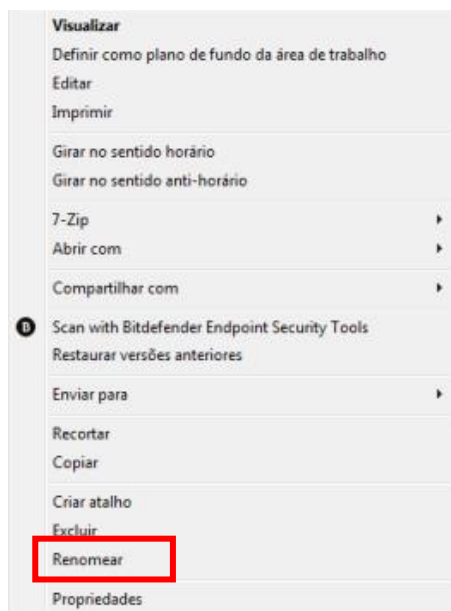 Visualizar
Definir como plano de fundo da área de trabalho
Editar
Imprimir
Girar no sentido horário
Girar no sentido anti-horário
7-Zip
Abrir com
Compartilhar com
B Scan with Bitdefender Endpoint Security Tools
Restaurar versões anteriores
Enviar para
Recortar
Copiar
Criar atalho
Excluir
Renomear
Propriedades